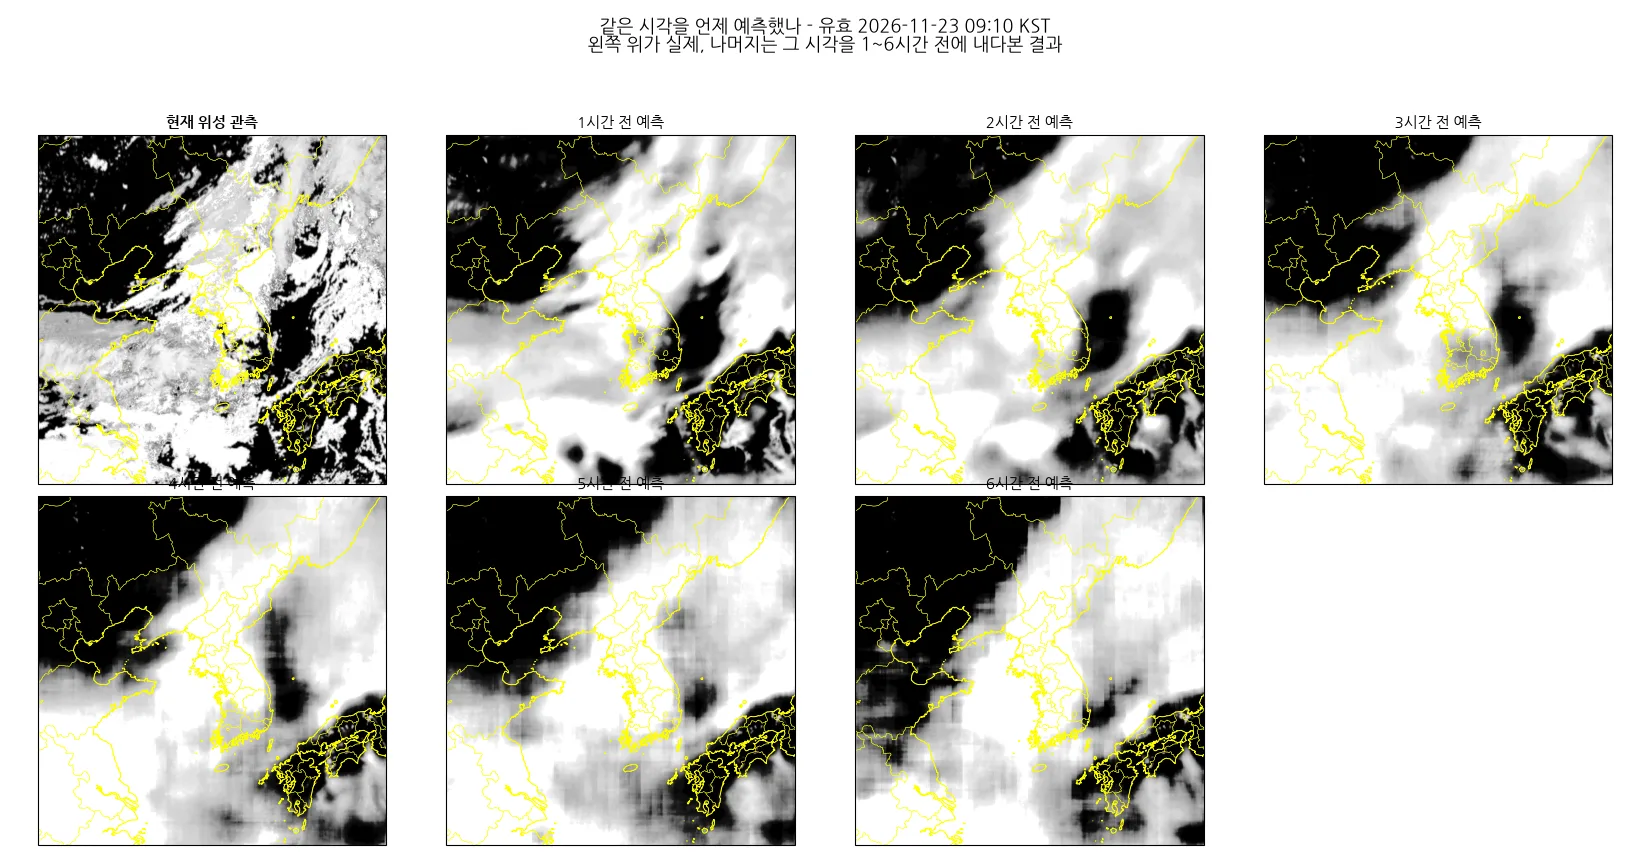 같은 시각을 언제 예측했나 - 유효 2026-11-23 09:10 KST
왼쪽 위가 실제, 나머지는 그 시각을 1~6시간 전에 내다본 결과
현재 위성 관측
1시간 전 예측
2시간 전 예측
3시간 전 예측
4시간 전 예측
5시간 전 예측
6시간 전 예측